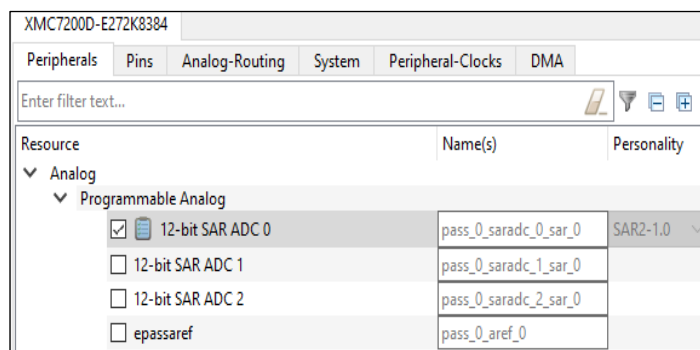 XMC7200D-E272K8384
Peripherals Pins Analog-Routing System Peripheral-Clocks DMA
Enter filter text...
Resource Name(s) Personality
Analog
Programmable Analog
12-bit SAR ADC 0 pass_0_saradc_0_sar_0 SAR2-1.0
12-bit SAR ADC 1 pass_0_saradc_1_sar_0
12-bit SAR ADC 2 pass_0_saradc_2_sar_0
epassaref pass_0_aref_0